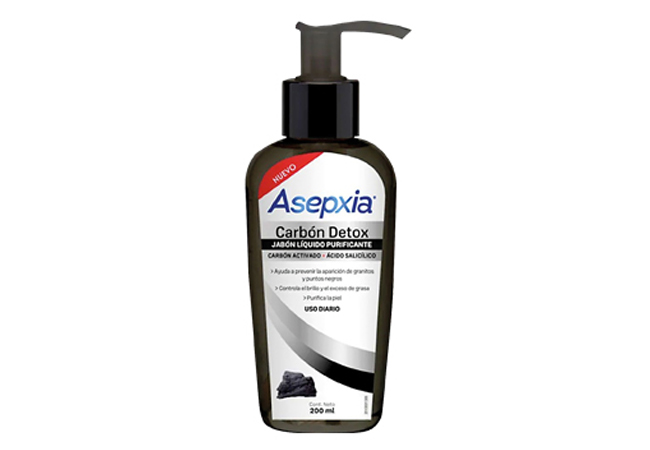 NUEVO
Asepxia®
Carbón Detox
JABÓN LÍQUIDO PURIFICANTE
CARBÓN ACTIVADO + ÁCIDO SALICÍLICO
> Ayuda a prevenir la aparición de granitos
y puntos negros
> Controla el brillo y el exceso de grasa
> Purifica la piel
USO DIARIO
Cont. Neto
200 ml